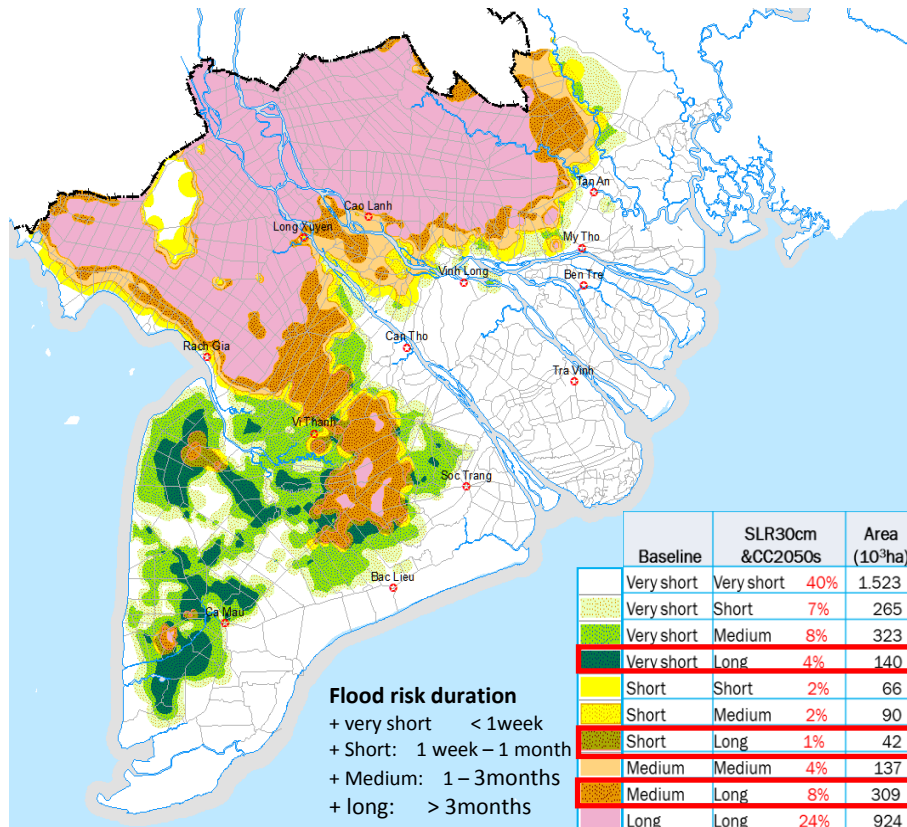 Tan An
Cao Lanh
Long Xuyen
My Tho
Vinh Long
Ben Tre
Can Tho
Rach Gia
Tra Vinh
Vi Thanh
Soc Trang
Bac Lieu
Ca Mau
Flood risk duration
+ very short < 1week
+ Short: 1 week – 1 month
+ Medium: 1 – 3months
+ long: > 3months
Baseline SLR30cm &CC2050s Area (10³ha)
Very short Very short 40% 1.523
Very short Short 7% 265
Very short Medium 8% 323
Very short Long 4% 140
Short Short 2% 66
Short Medium 2% 90
Short Long 1% 42
Medium Medium 4% 137
Medium Long 8% 309
Long Long 24% 924